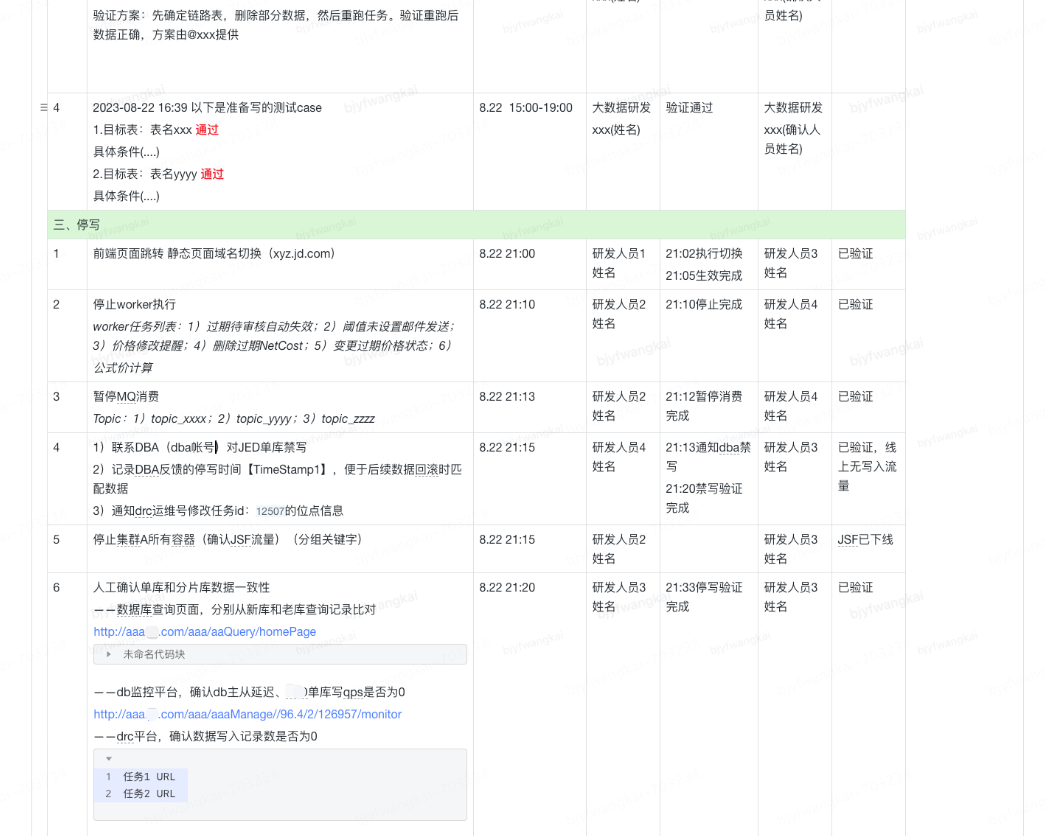 xxx(姓名)
验证方案：先确定链路表，删除部分数据，然后重跑任务。验证重跑后
员姓名)
数据正确，方案由@xxx提供
4
2023-08-22 16:39 以下是准备写的测试case
8.22 15:00-19:00
大数据研发
验证通过
大数据研发
1.目标表：表名xxx 通过
xxx(姓名)
xxx(确认人
员姓名)
具体条件(....)
2.目标表：表名yyyy 通过
具体条件(....)
三、停写
1
前端页面跳转 静态页面域名切换（xyz.jd.com）
8.22 21:00
研发人员1
姓名
21:02执行切换
21:05生效完成
研发人员3
姓名
已验证
2
停止worker执行
worker任务列表：1）过期待审核自动失效；2）阈值未设置邮件发送；
3）价格修改提醒；4）删除过期NetCost；5）变更过期价格状态；6）
公式价计算
8.22 21:10
研发人员2
姓名
21:10停止完成
研发人员4
姓名
已验证
3
暂停MQ消费
Topic：1）topic_xxxx；2）topic_yyyy；3）topic_zzzz
8.22 21:13
研发人员2
姓名
21:12暂停消费
完成
研发人员4
姓名
已验证
4
1）联系DBA（dba帐号）对JED单库禁写
2）记录DBA反馈的停写时间【TimeStamp1】，便于后续数据回滚时匹
配数据
3）通知drc运维号修改任务id：12507的位点信息
8.22 21:15
研发人员4
姓名
21:13通知dba禁
写
21:20禁写验证
完成
研发人员3
姓名
已验证，线
上无写入流
量
5
停止集群A所有容器（确认JSF流量）（分组关键字）
8.22 21:15
研发人员2
姓名
研发人员3
姓名
JSF已下线
6
人工确认单库和分片库数据一致性
——数据库查询页面，分别从新库和老库查询记录比对
http://aaa .com/aaa/aaQuery/homePage
未命名代码块
——db监控平台，确认db主从延迟、 )单库写qps是否为0
http://aaa .com/aaa/aaaManage//96.4/2/126957/monitor
——drc平台，确认数据写入记录数是否为0
1 任务1 URL
2 任务2 URL
8.22 21:20
研发人员3
姓名
21:33停写验证
完成
研发人员3
姓名
已验证
bjyfwangkai